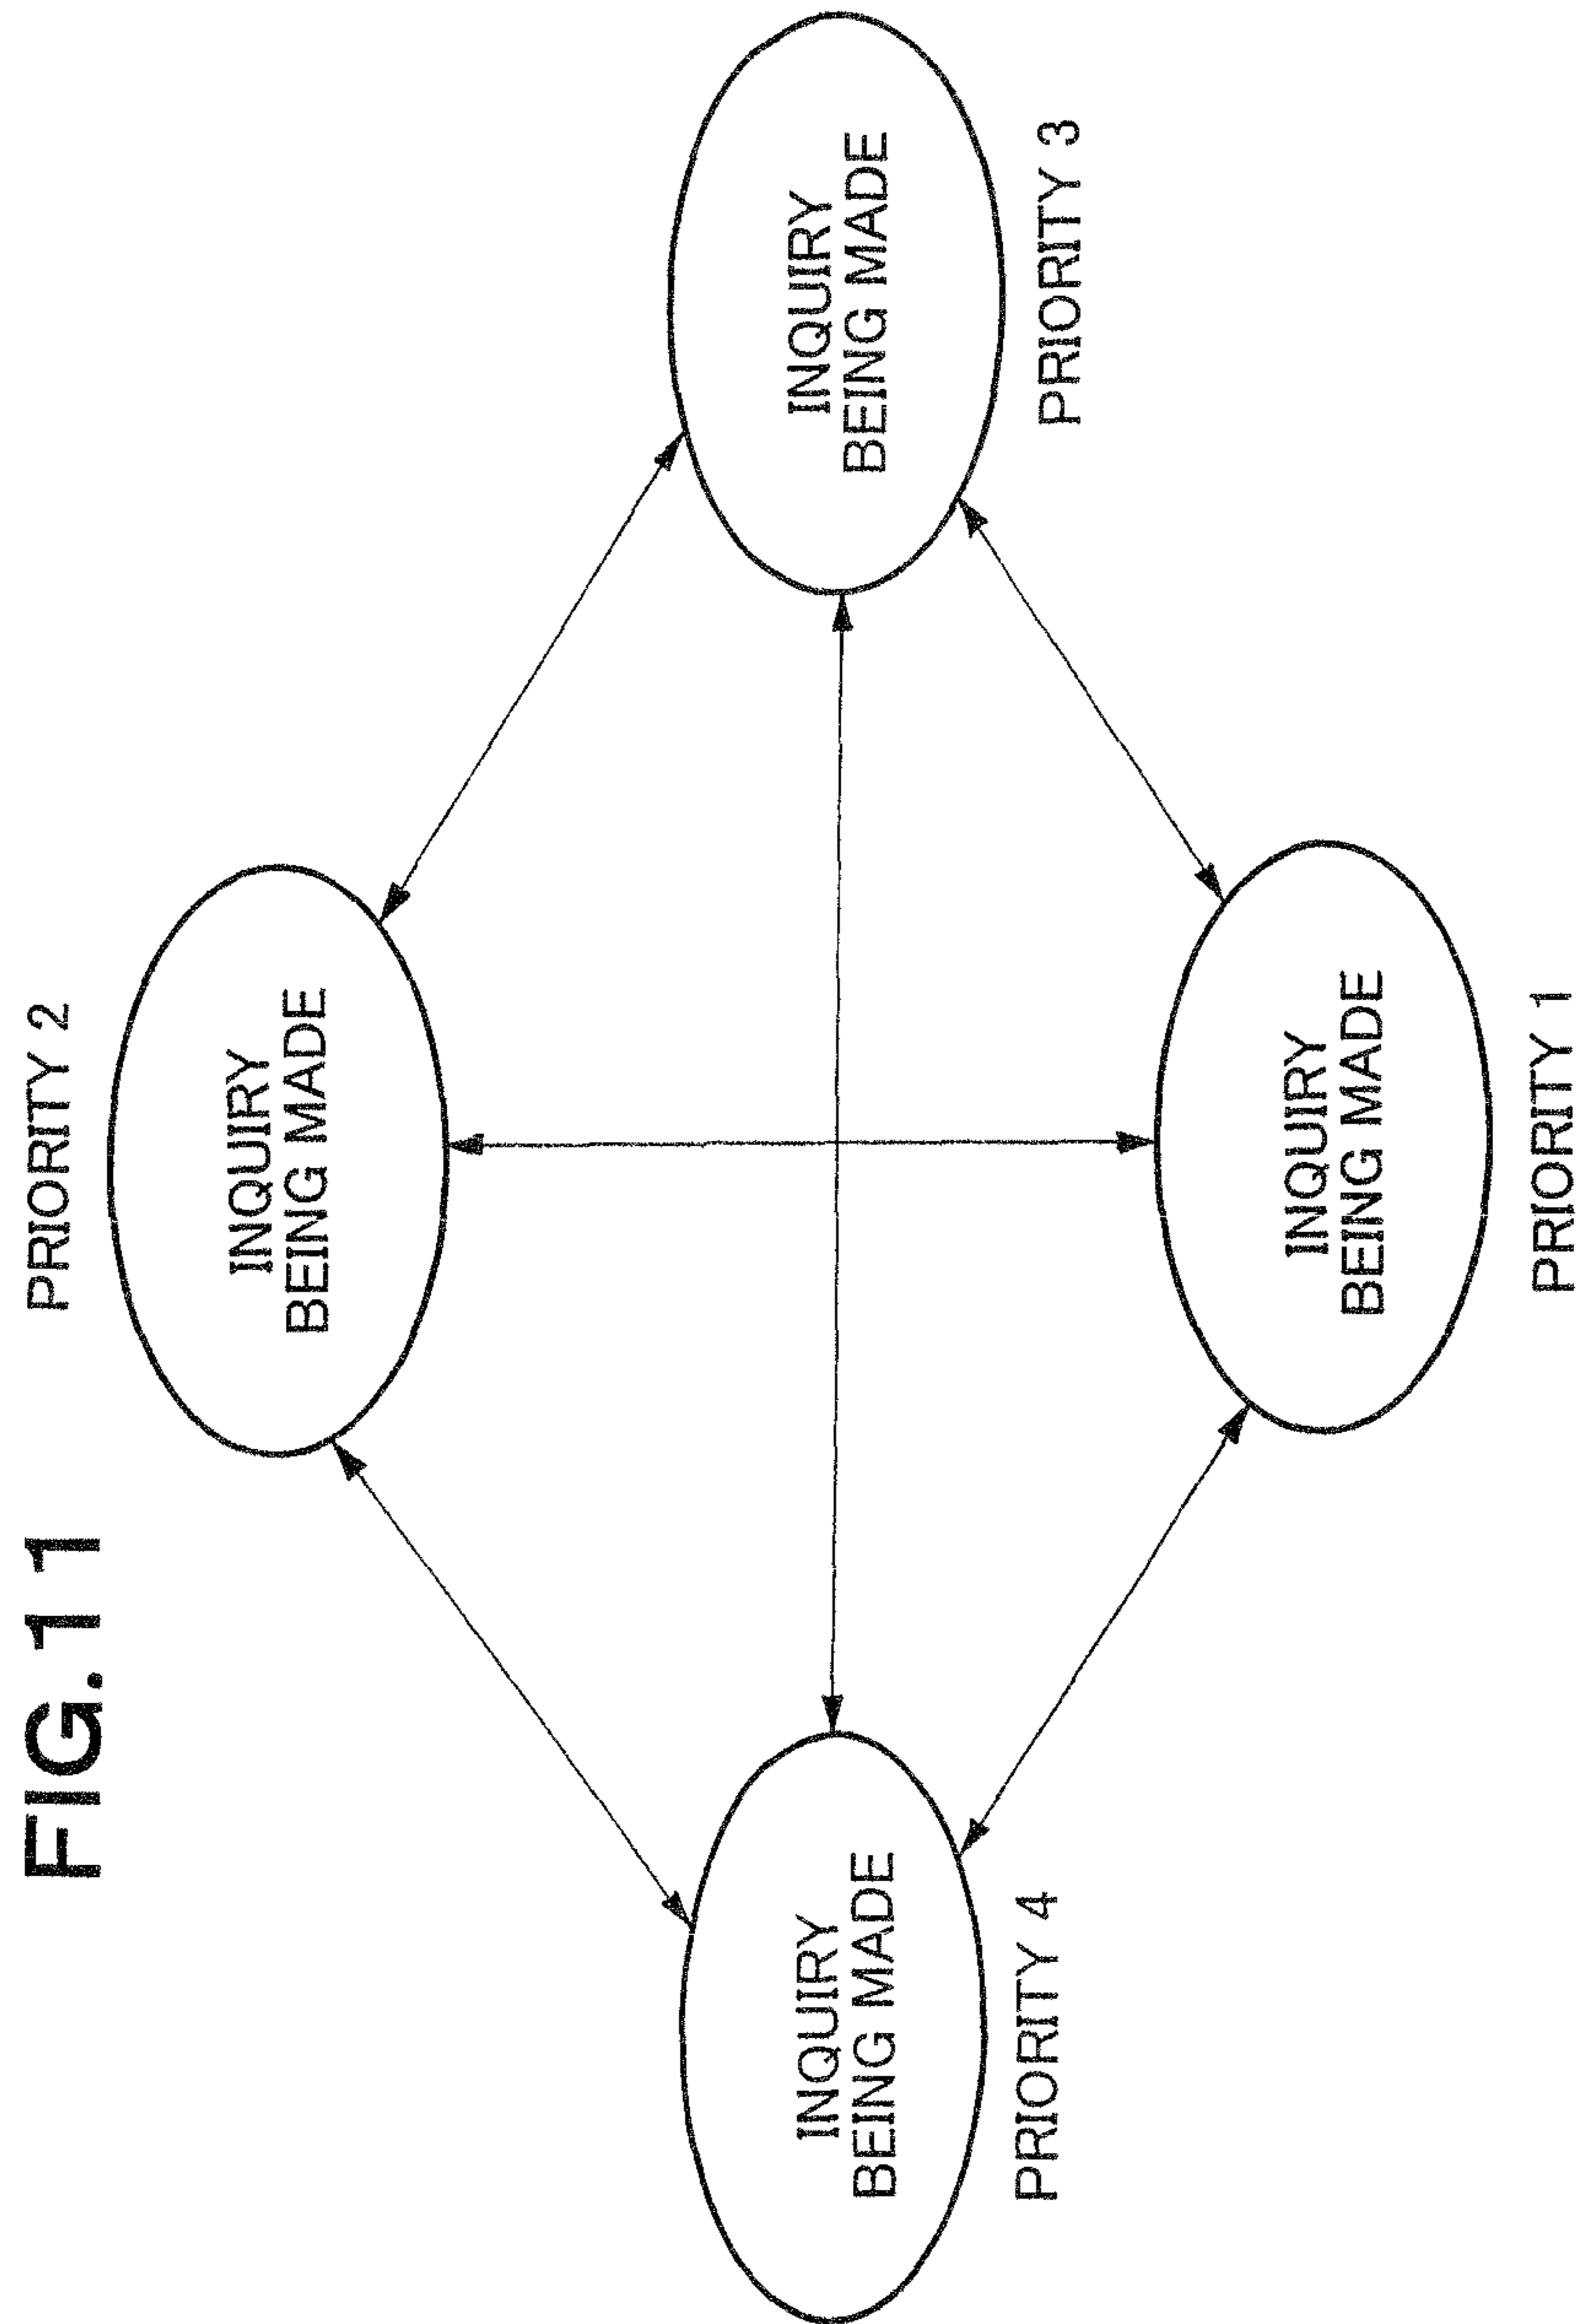 FIG.11
PRIORITY 2
INQUIRY
BEING MADE
INQUIRY
BEING MADE
PRIORITY 4
INQUIRY
BEING MADE
PRIORITY 3
INQUIRY
BEING MADE
PRIORITY 1